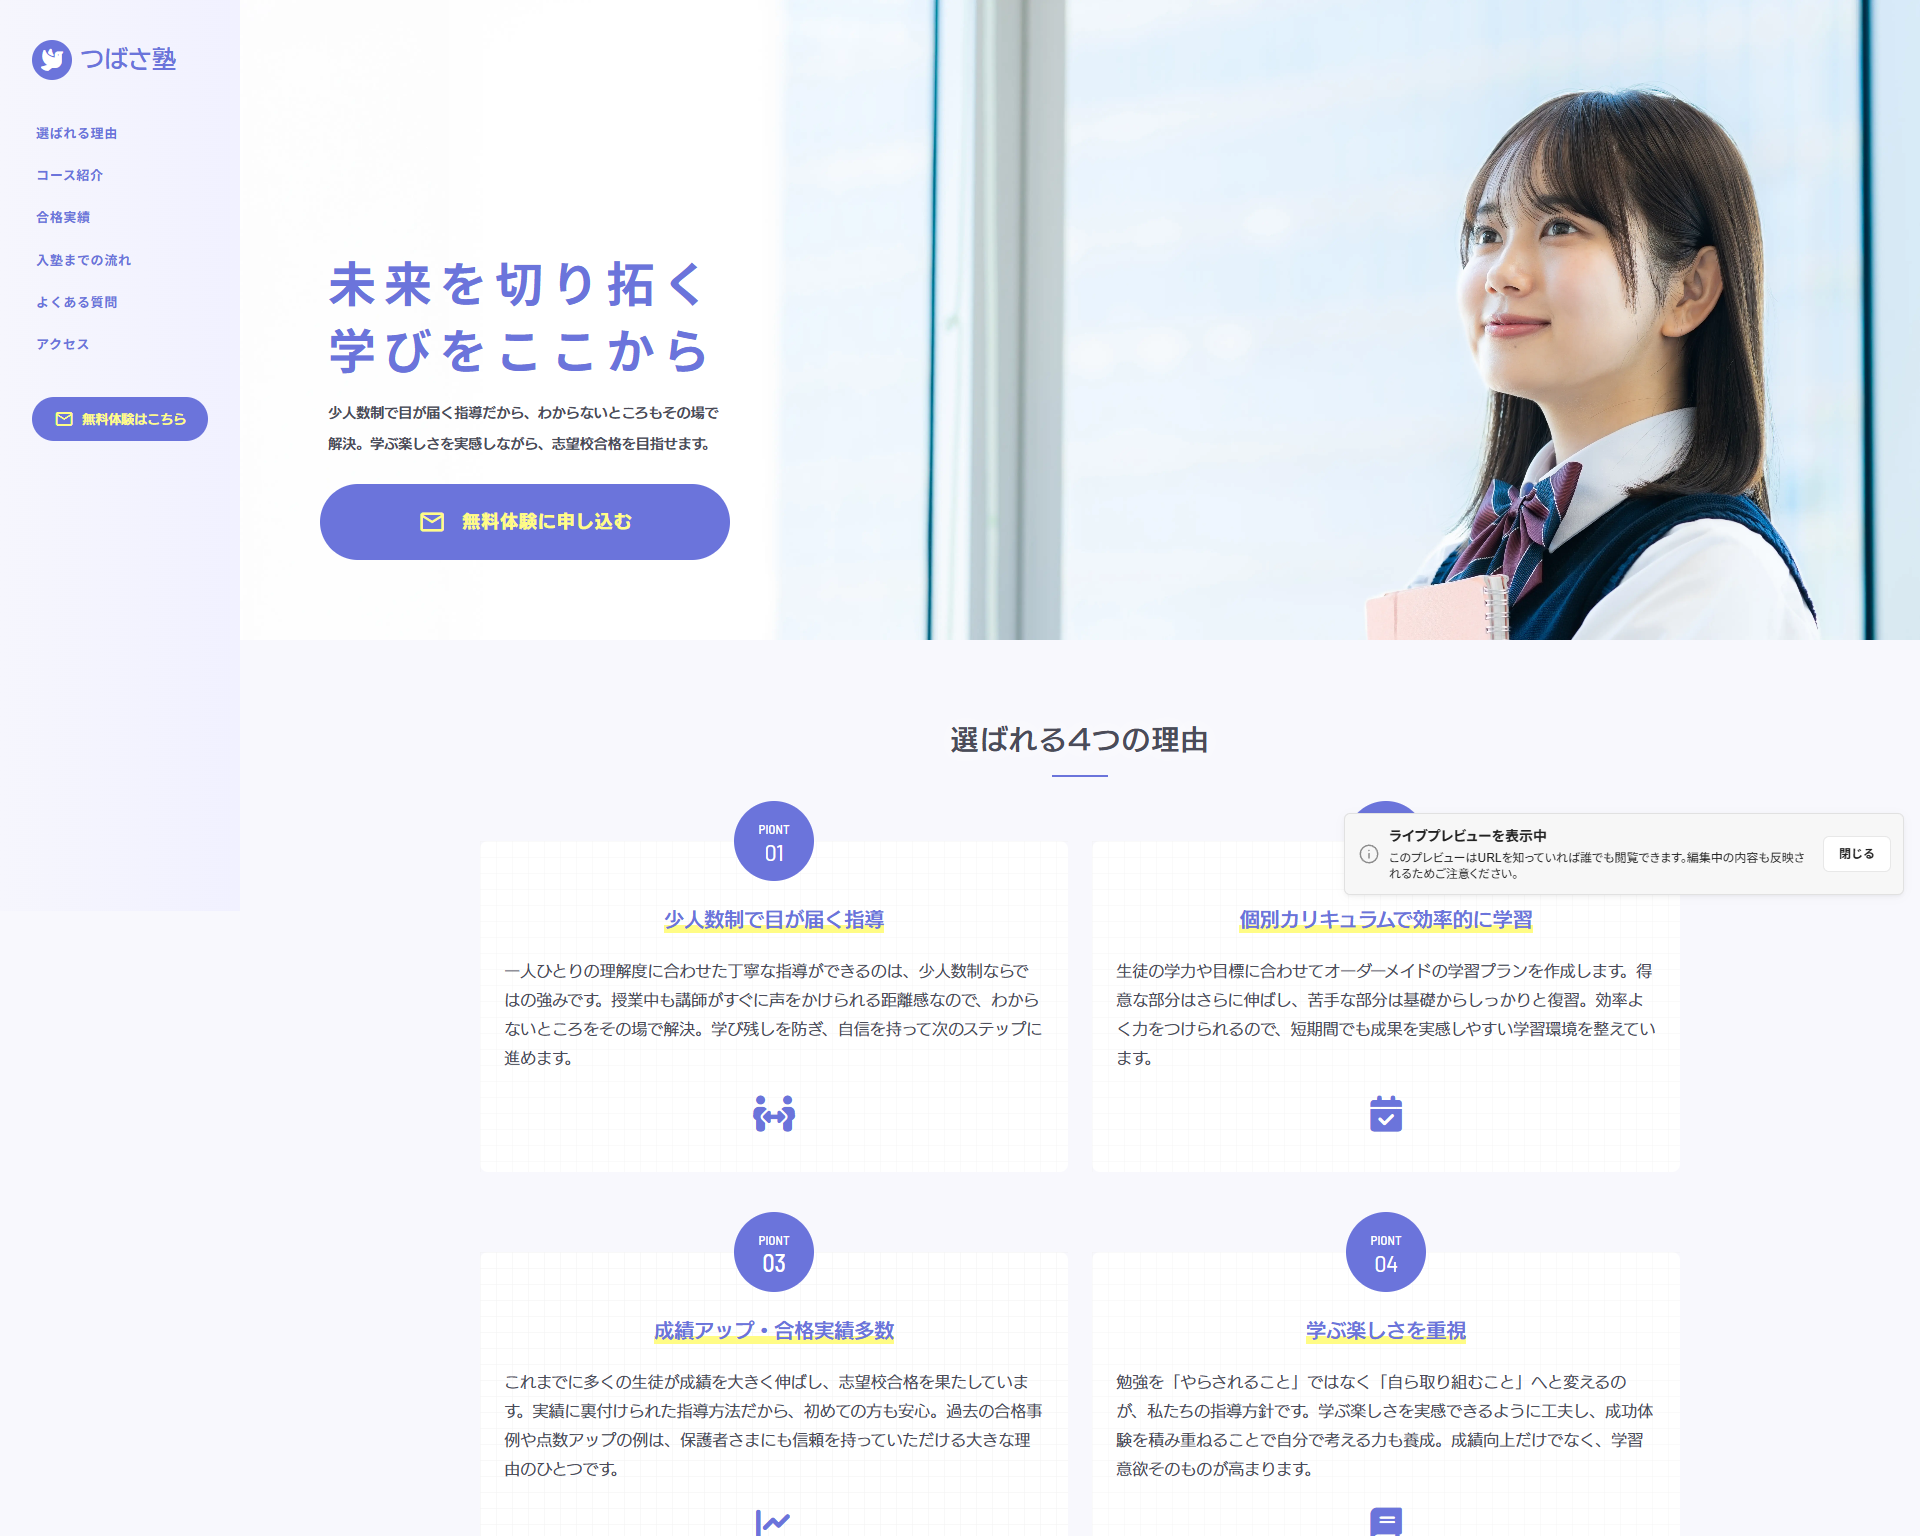 つばさ塾
選ばれる理由
コース紹介
合格実績
入塾までの流れ
よくある質問
アクセス
無料体験はこちら
未来を切り拓く
学びをここから
少人数制で目が届く指導だから、わからないところもその場で
解決。学ぶ楽しさを実感しながら、志望校合格を目指せます。
無料体験に申し込む
選ばれる4つの理由
PIONT
01
少人数制で目が届く指導
一人ひとりの理解度に合わせた丁寧な指導ができるのは、少人数制ならで
はの強みです。授業中も講師がすぐに声をかけられる距離感なので、わから
ないところをその場で解決。学び残しを防ぎ、自信を持って次のステップに
進めます。
ライブプレビューを表示中
このプレビューはURLを知っていれば誰でも閲覧できます。編集中の内容も反映さ
れるためご注意ください。
閉じる
個別カリキュラムで効率的に学習
生徒の学力や目標に合わせてオーダーメイドの学習プランを作成します。得
意な部分はさらに伸ばし、苦手な部分は基礎からしっかりと復習。効率よ
く力をつけられるので、短期間でも成果を実感しやすい学習環境を整えてい
ます。
PIONT
03
成績アップ・合格実績多数
これまでに多くの生徒が成績を大きく伸ばし、志望校合格を果たしていま
す。実績に裏付けられた指導方法だから、初めての方も安心。過去の合格事
例や点数アップの例は、保護者さまにも信頼を持っていただける大きな理
由のひとつです。
PIONT
04
学ぶ楽しさを重視
勉強を「やらされること」ではなく「自ら取り組むこと」へと変えるの
が、私たちの指導方針です。学ぶ楽しさを実感できるように工夫し、成功体
験を積み重ねることで自分で考える力も養成。成績向上だけでなく、学習
意欲そのものが高まります。